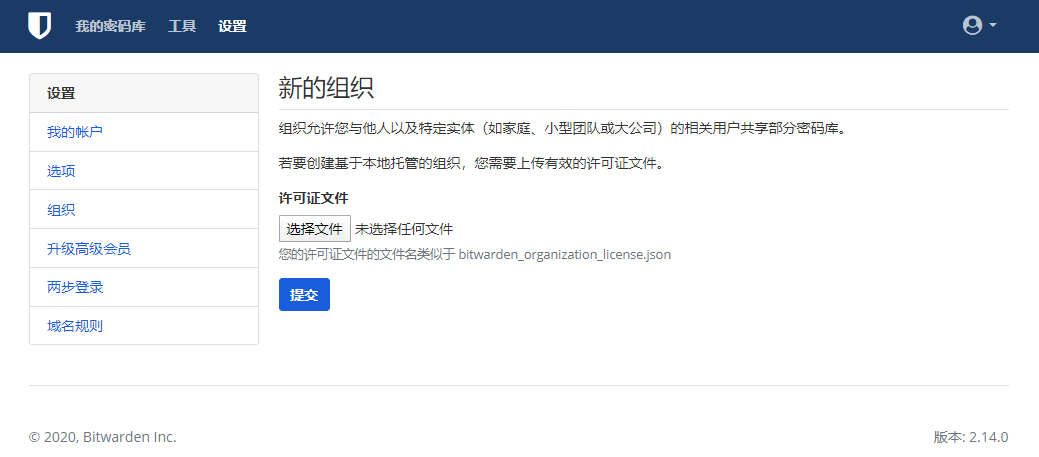 我的密码库 工具 设置
设置
我的帐户
选项
组织
升级高级会员
两步登录
域名规则
新的组织
组织允许您与他人以及特定实体（如家庭、小型团队或大公司）的相关用户共享部分密码库。
若要创建基于本地托管的组织，您需要上传有效的许可证文件。
许可证文件
选择文件 未选择任何文件
您的许可证文件的文件名类似于 bitwarden_organization_license.json
提交
© 2020, Bitwarden Inc.
版本: 2.14.0